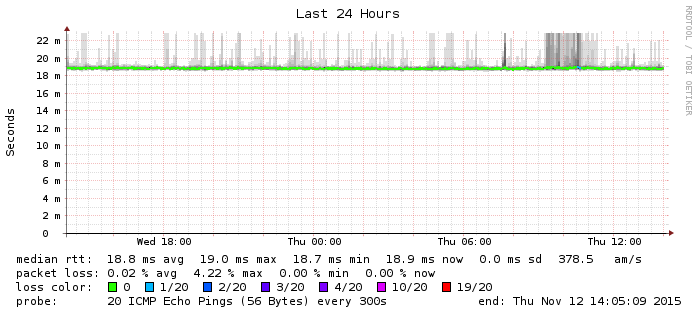 Last 24 Hours
RRDTOOL / TOBI OETIKER
Seconds
22 m
20 m
18 m
16 m
14 m
12 m
10 m
8 m
6 m
4 m
2 m
0
Wed 18:00 Thu 00:00 Thu 06:00 Thu 12:00
median rtt: 18.8 ms avg 19.0 ms max 18.7 ms min 18.9 ms now 0.0 ms sd 378.5 am/s
packet loss: 0.02 % avg 4.22 % max 0.00 % min 0.00 % now
loss color: 0 1/20 2/20 3/20 4/20 10/20 19/20
probe: 20 ICMP Echo Pings (56 Bytes) every 300s end: Thu Nov 12 14:05:09 2015